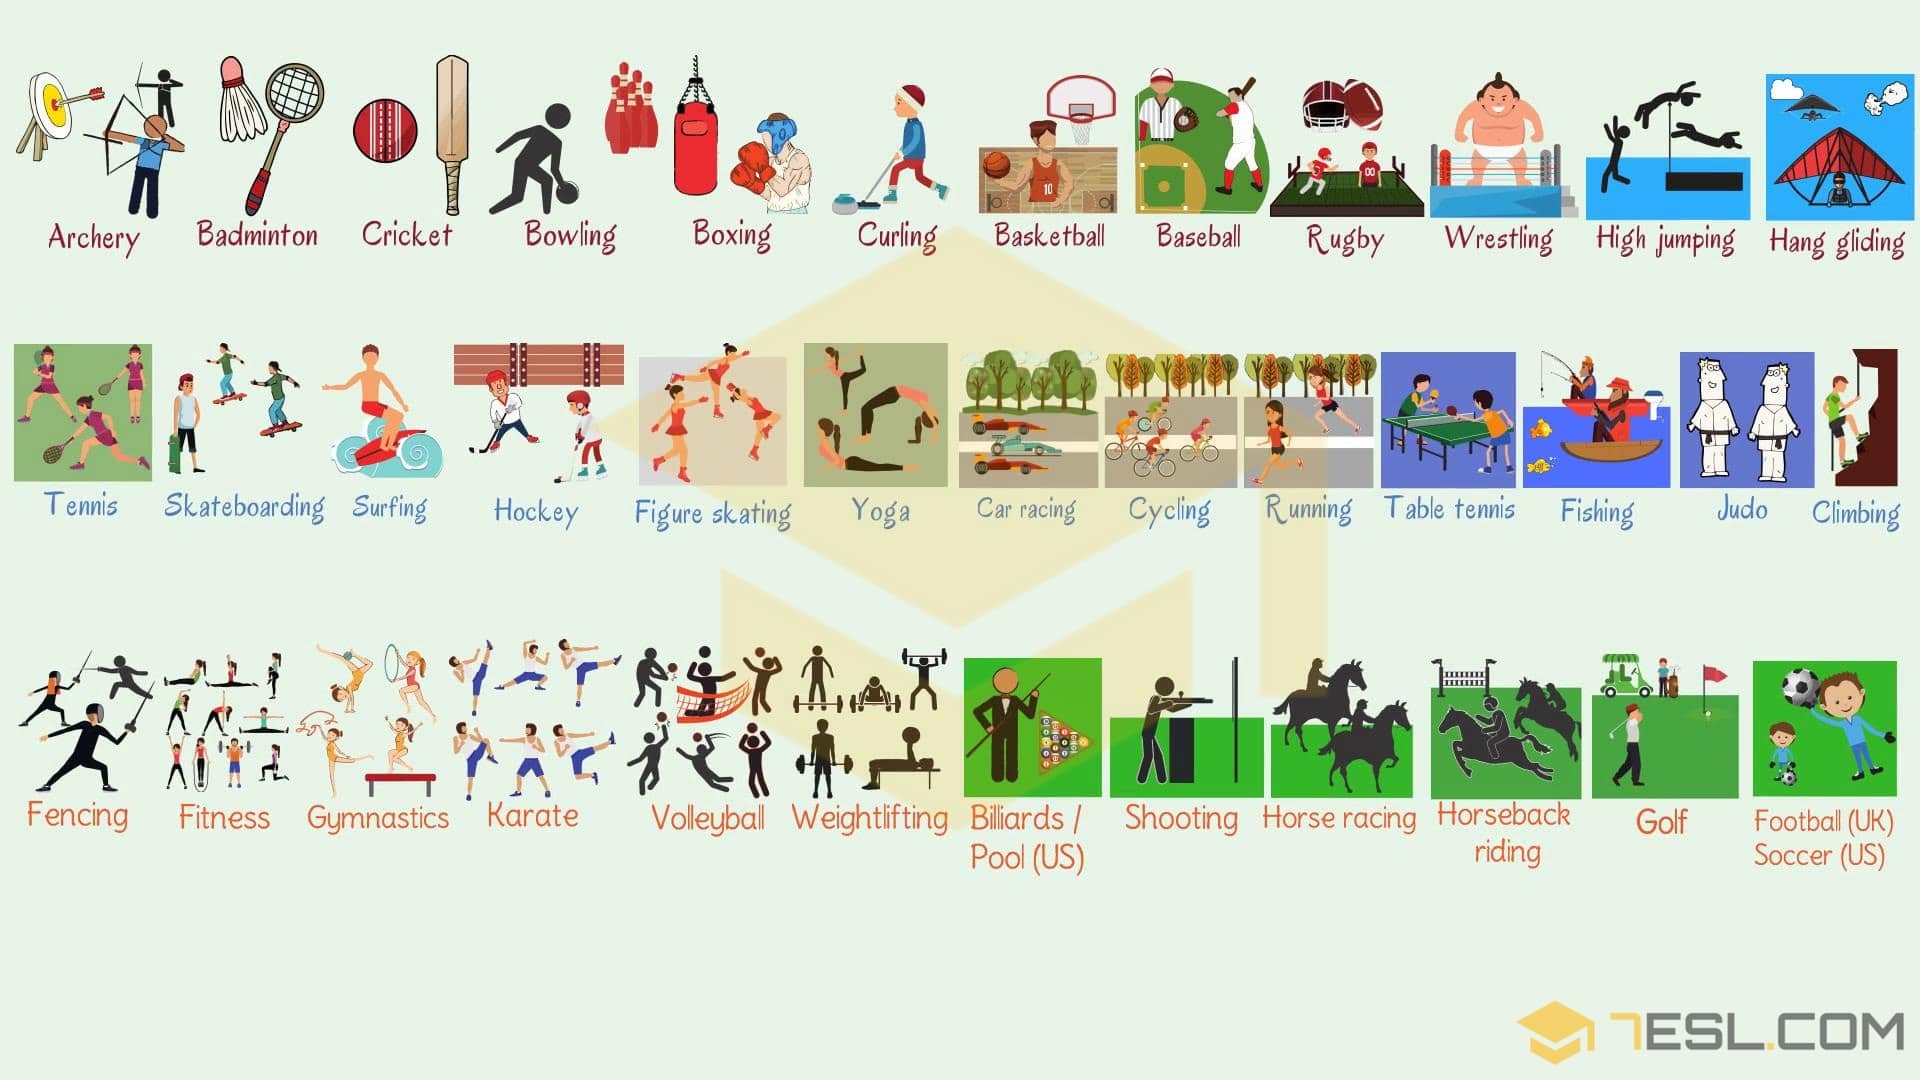 Archery
Badminton
Cricket
Bowling
Boxing
Curling
Basketball
Baseball
Rugby
Wrestling
High jumping
Hang gliding
10
00
Tennis
Skateboarding
Surfing
Hockey
Figure skating
Yoga
Car racing
Cycling
Running
Table tennis
Fishing
Judo
Climbing
Fencing
Fitness
Gymnastics
Karate
Volleyball
Weightlifting
Billiards /
Pool (US)
Shooting
Horse racing
Horseback
riding
Golf
Football (UK)
Soccer (US)
7ESL.COM